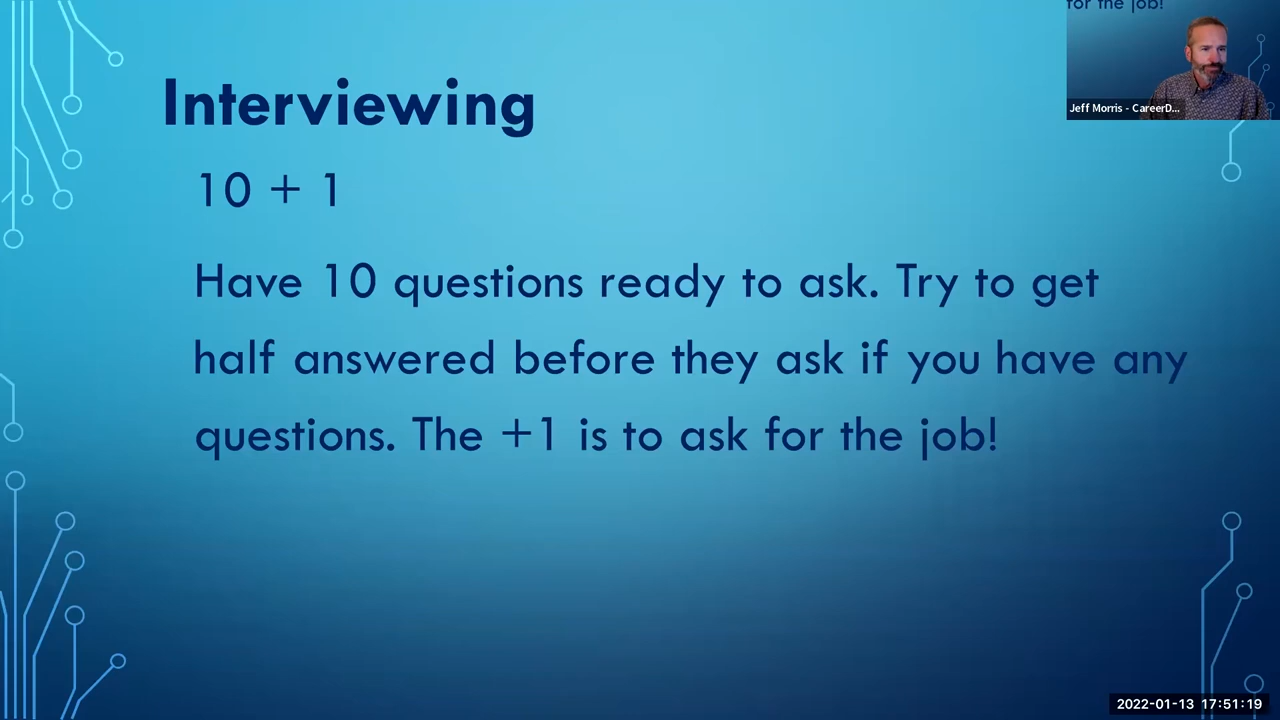 for the job!
Jeff Morris - CareerD...
Interviewing
10 + 1
Have 10 questions ready to ask. Try to get
half answered before they ask if you have any
questions. The +1 is to ask for the job!
2022-01-13 17:51:19